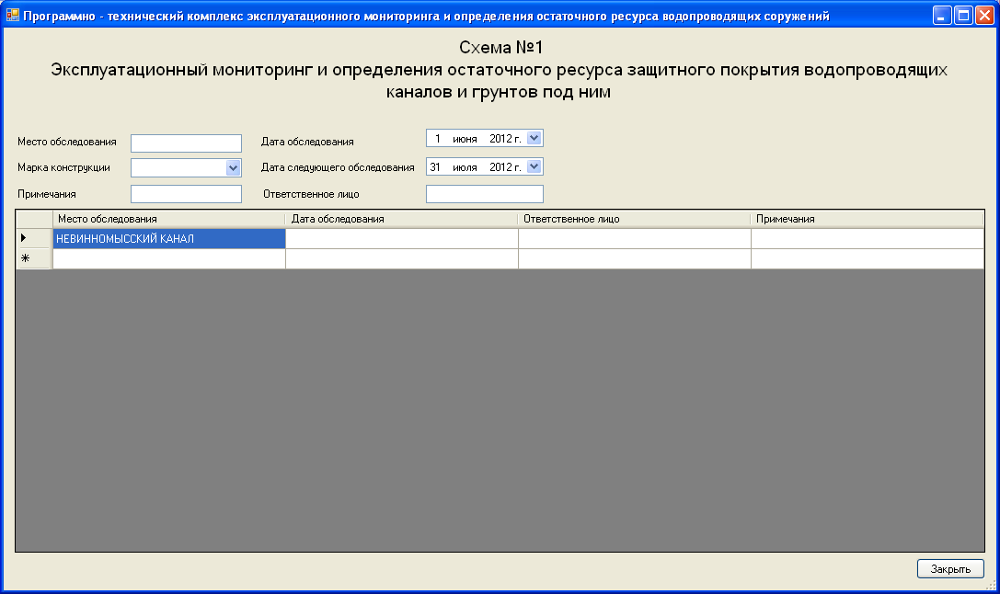 Программно - технический комплекс эксплуатационного мониторинга и определения остаточного ресурса водопроводящих соружений
Схема №1
Эксплуатационный мониторинг и определения остаточного ресурса защитного покрытия водопроводящих
каналов и грунтов под ним
Место обследования Дата обследования 1 июня 2012 г.
Марка конструкции Дата следующего обследования 31 июля 2012 г.
Примечания Ответственное лицо
Место обследования Дата обследования Ответственное лицо Примечания
НЕВИННОМЫССКИЙ КАНАЛ
Закрыть